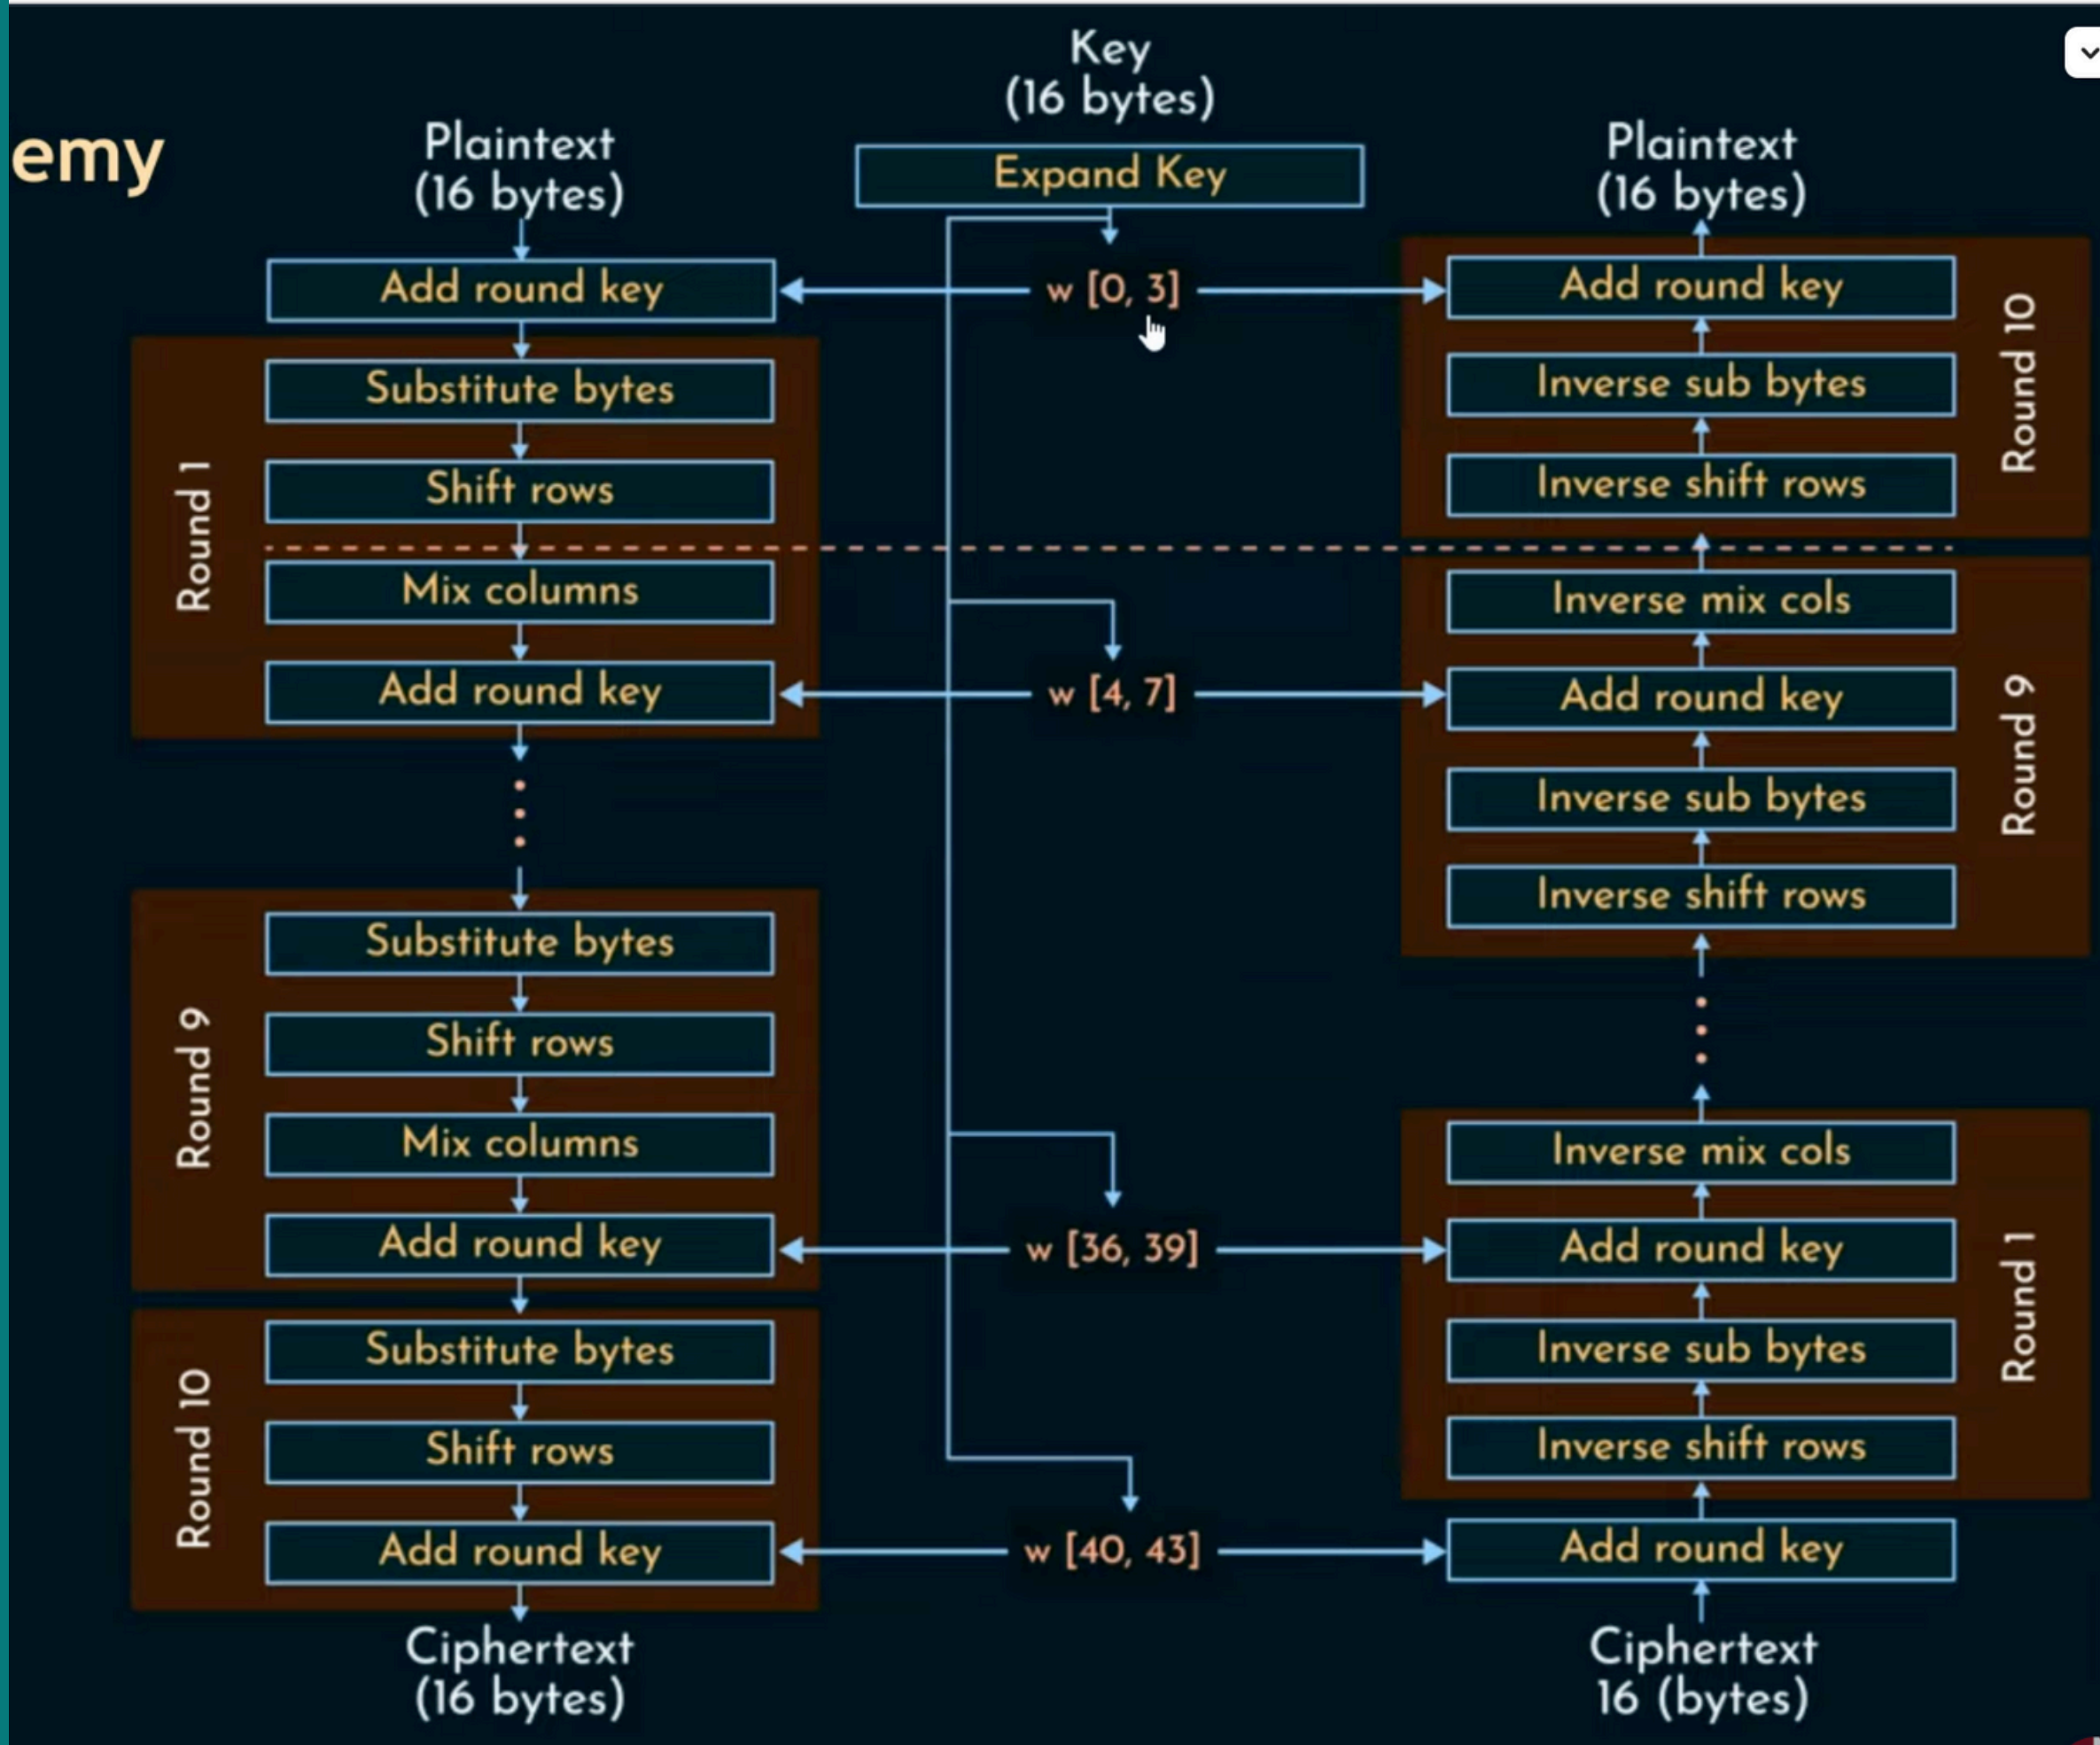 emy
Key
(16 bytes)
Expand Key
Plaintext
(16 bytes)
Add round key
Round 1
Substitute bytes
Shift rows
Mix columns
Add round key
Round 9
Substitute bytes
Shift rows
Mix columns
Add round key
Round 10
Substitute bytes
Shift rows
Add round key
Ciphertext
(16 bytes)
w [0, 3]
w [4, 7]
w [36, 39]
w [40, 43]
Plaintext
(16 bytes)
Add round key
Inverse sub bytes
Inverse shift rows
Round 10
Inverse mix cols
Add round key
Inverse sub bytes
Inverse shift rows
Round 9
Inverse mix cols
Add round key
Inverse sub bytes
Inverse shift rows
Round 1
Add round key
Ciphertext
16 (bytes)